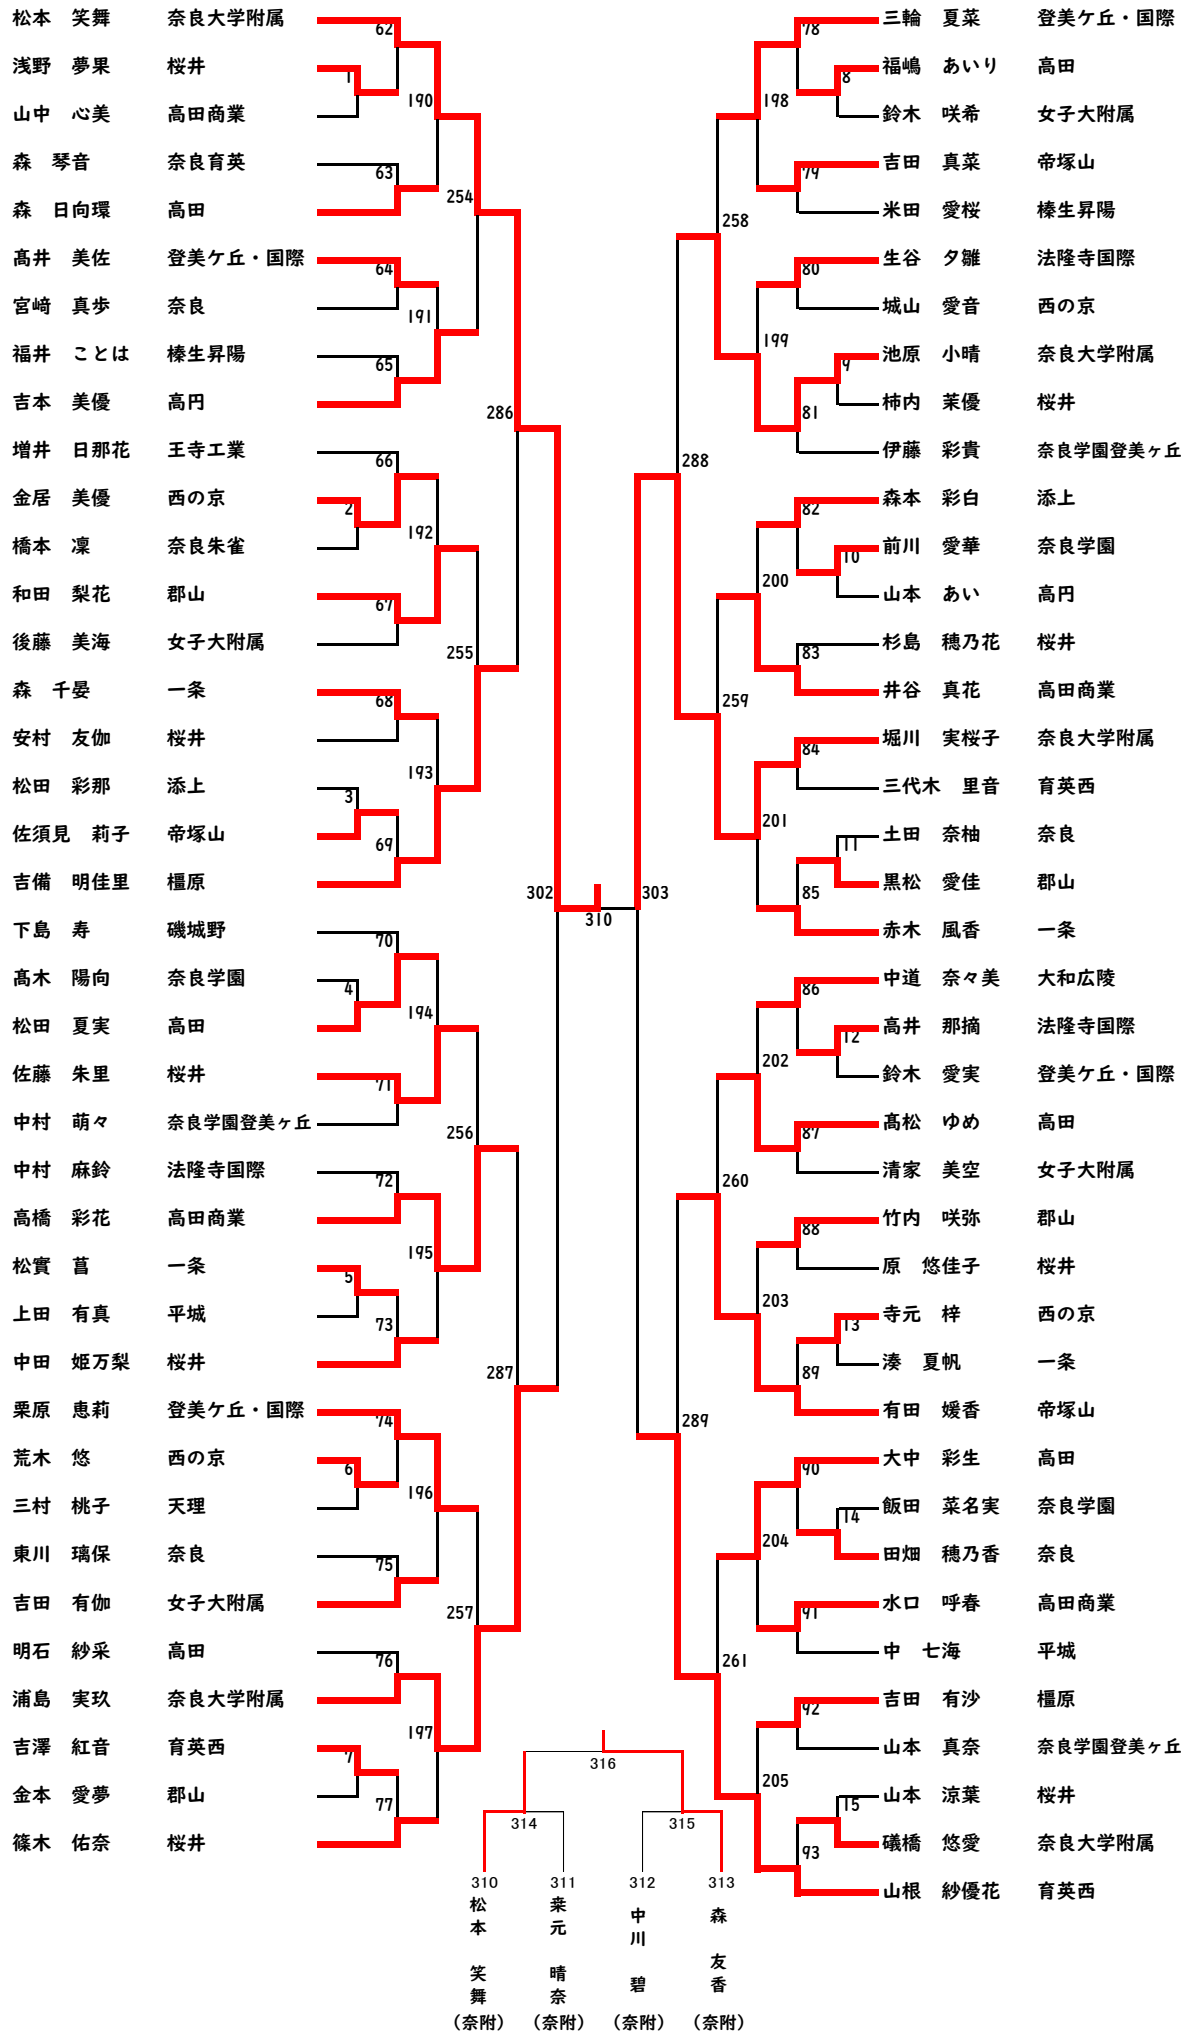 松本 笑舞 奈良大学附属
浅野 夢果 桜井
山中 心美 高田商業
森 琴音 奈良育英
森 日向環 高田
髙井 美佐 登美ケ丘・国際
宮﨑 真歩 奈良
福井 ことは 榛生昇陽
吉本 美優 高円
増井 日那花 王寺工業
金居 美優 西の京
橋本 凜 奈良朱雀
和田 梨花 郡山
後藤 美海 女子大附属
森 千晏 一条
安村 友伽 桜井
松田 彩那 添上
佐須見 莉子 帝塚山
吉備 明佳里 橿原
下島 寿 磯城野
髙木 陽向 奈良学園
松田 夏実 高田
佐藤 朱里 桜井
中村 萌々 奈良学園登美ヶ丘
中村 麻鈴 法隆寺国際
高橋 彩花 高田商業
松實 菖 一条
上田 有真 平城
中田 姫万梨 桜井
栗原 恵莉 登美ケ丘・国際
荒木 悠 西の京
三村 桃子 天理
東川 璃保 奈良
吉田 有伽 女子大附属
明石 紗采 高田
浦島 実玖 奈良大学附属
吉澤 紅音 育英西
金本 愛夢 郡山
篠木 佑奈 桜井
62
1
190
63
254
64
191
65
286
66
2
192
67
255
68
193
3
69
302
70
4
194
71
256
72
195
5
73
287
74
6
196
75
257
76
197
7
77
310
三輪 夏菜 登美ケ丘・国際
福嶋 あいり 高田
鈴木 咲希 女子大附属
吉田 真菜 帝塚山
米田 愛桜 榛生昇陽
生谷 夕雛 法隆寺国際
城山 愛音 西の京
池原 小晴 奈良大学附属
柿内 茉優 桜井
伊藤 彩貴 奈良学園登美ヶ丘
森本 彩白 添上
前川 愛華 奈良学園
山本 あい 高円
杉島 穂乃花 桜井
井谷 真花 高田商業
堀川 実桜子 奈良大学附属
三代木 里音 育英西
土田 奈柚 奈良
黒松 愛佳 郡山
赤木 風香 一条
中道 奈々美 大和広陵
高井 那摘 法隆寺国際
鈴木 愛実 登美ケ丘・国際
髙松 ゆめ 高田
清家 美空 女子大附属
竹内 咲弥 郡山
原 悠佳子 桜井
寺元 梓 西の京
湊 夏帆 一条
有田 媛香 帝塚山
大中 彩生 高田
飯田 菜名実 奈良学園
田畑 穂乃香 奈良
水口 呼春 高田商業
中 七海 平城
吉田 有沙 橿原
山本 真奈 奈良学園登美ヶ丘
山本 涼葉 桜井
礒橋 悠愛 奈良大学附属
山根 紗優花 育英西
78
8
198
79
258
80
199
9
81
288
82
10
200
83
259
84
201
11
85
303
86
12
202
87
260
88
203
13
89
289
90
14
204
91
261
92
205
15
93
316
314
315
310
311
312
313
松本 笑舞 (奈附)
桒元 晴奈 (奈附)
中川 碧 (奈附)
森 友香 (奈附)